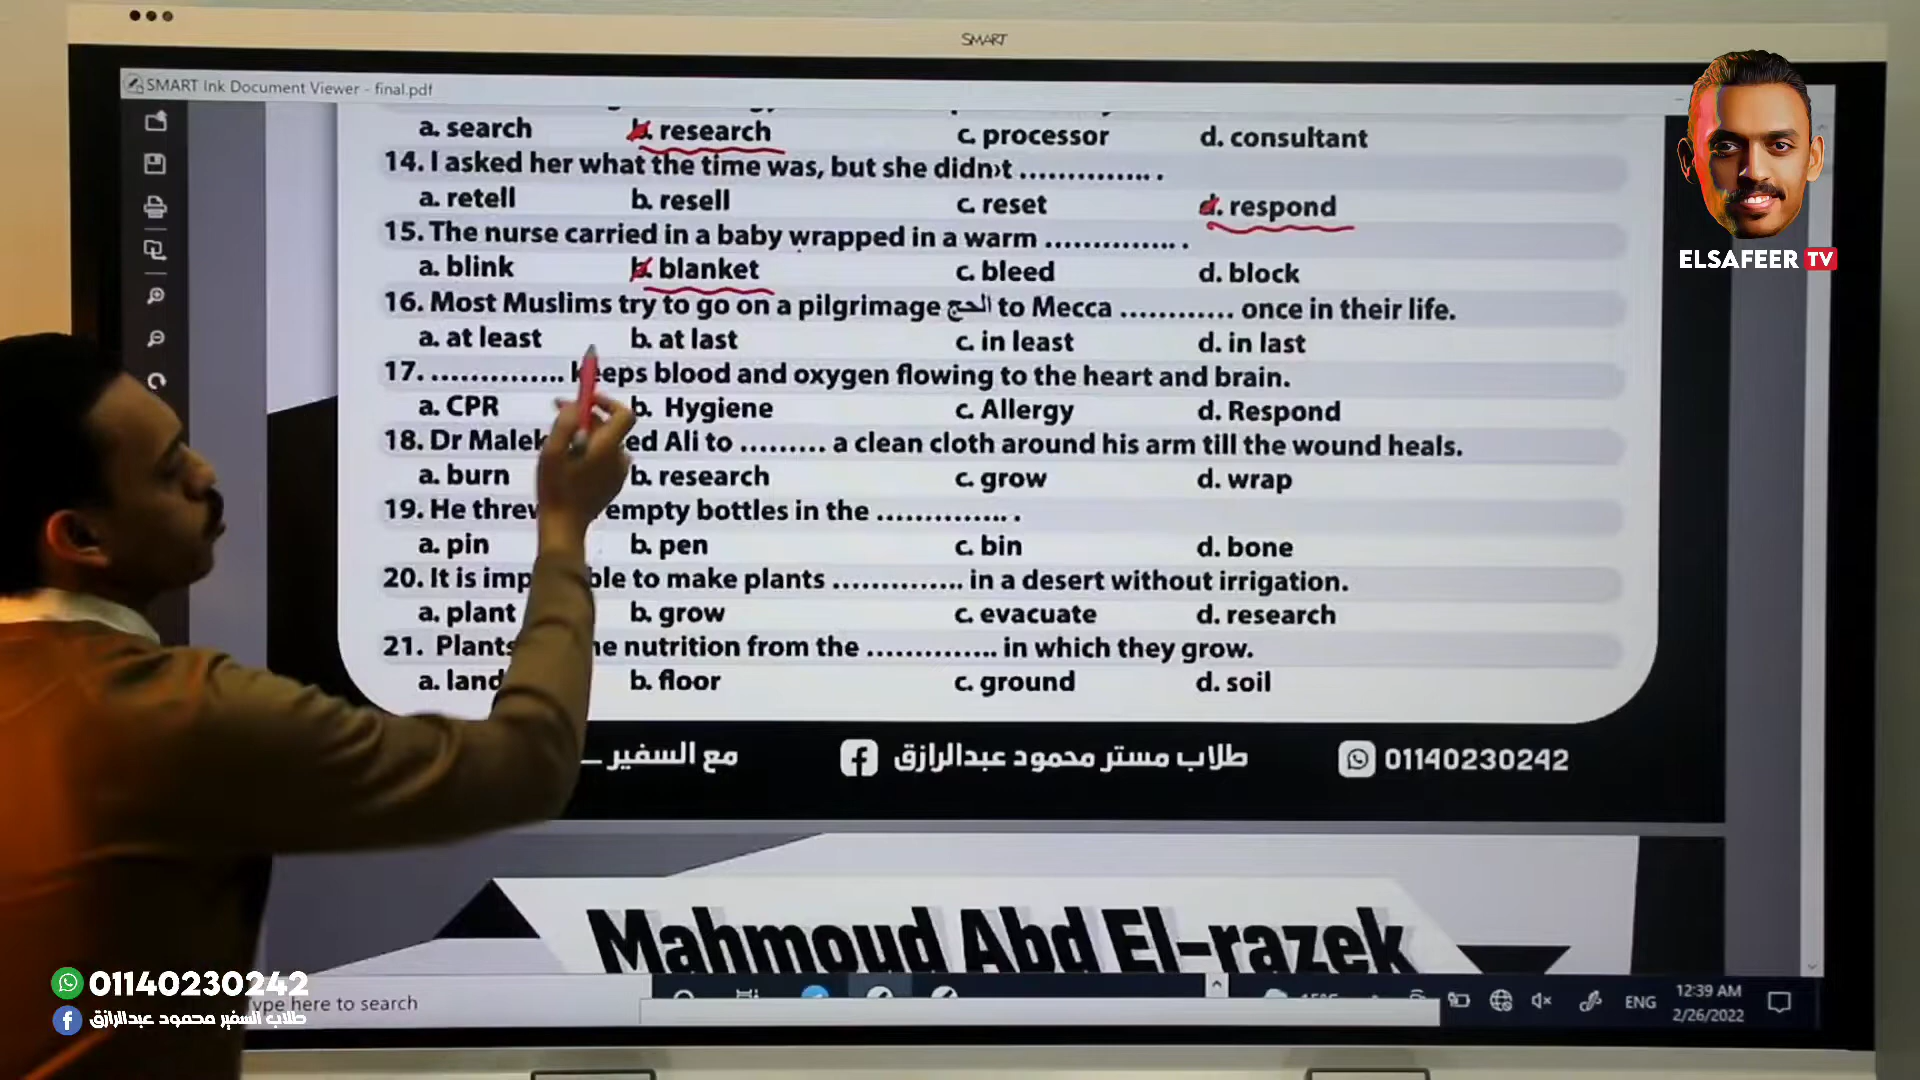 SMART
SMART Ink Document Viewer - final.pdf
ELSAFEER TV
a. search b. research c. processor d. consultant
14. I asked her what the time was, but she didn›t .............. .
a. retell b. resell c. reset d. respond
15. The nurse carried in a baby wrapped in a warm .............. .
a. blink b. blanket c. bleed d. block
16. Most Muslims try to go on a pilgrimage الحج to Mecca ............ once in their life.
a. at least b. at last c. in least d. in last
17. .............. keeps blood and oxygen flowing to the heart and brain.
a. CPR b. Hygiene c. Allergy d. Respond
18. Dr Malek Ali to ......... a clean cloth around his arm till the wound heals.
a. burn b. research c. grow d. wrap
19. He empty bottles in the .............. .
a. pin b. pen c. bin d. bone
20. It is to make plants .............. in a desert without irrigation.
a. plant b. grow c. evacuate d. research
21. Plants nutrition from the .............. in which they grow.
a. land b. floor c. ground d. soil
مع السفير طلاب مستر محمود عبدالرازق 01140230242
Mahmoud Abd El-razek
01140230242
طلاب السفير محمود عبدالرازق
here to search
ENG 12:39 AM
2/26/2022